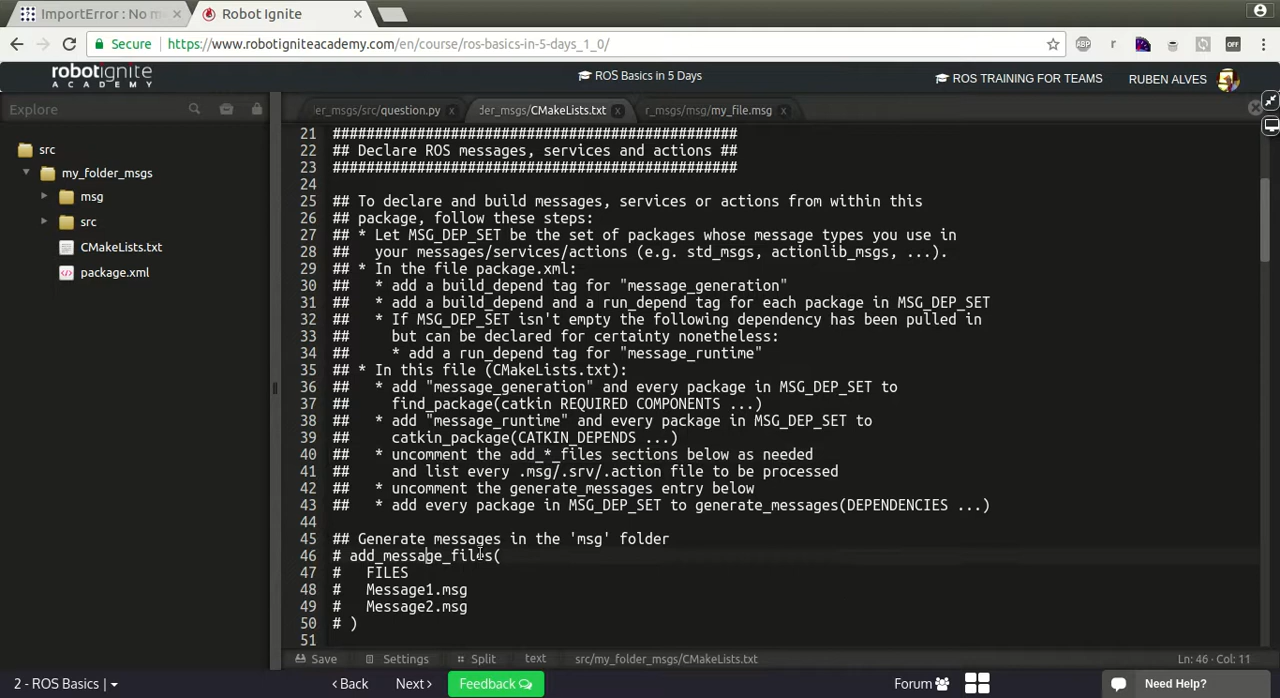 ImportError : No m
Robot Ignite
Secure
https://www.robotigniteacademy.com/en/course/ros-basics-in-5-days_1_0/
ABP
r
OFF
robotignite
ACADEMY
ROS Basics in 5 Days
ROS TRAINING FOR TEAMS
RUBEN ALVES
Explore
der_msgs/src/question.py
der_msgs/CMakeLists.txt
r_msgs/msg/my_file.msg
src
my_folder_msgs
msg
src
CMakeLists.txt
package.xml
21 ################################################
22 ## Declare ROS messages, services and actions ##
23 ################################################
24
25 ## To declare and build messages, services or actions from within this
26 ## package, follow these steps:
27 ## * Let MSG_DEP_SET be the set of packages whose message types you use in
28 ##   your messages/services/actions (e.g. std_msgs, actionlib_msgs, ...).
29 ## * In the file package.xml:
30 ##   * add a build_depend tag for "message_generation"
31 ##   * add a build_depend and a run_depend tag for each package in MSG_DEP_SET
32 ##   * If MSG_DEP_SET isn't empty the following dependency has been pulled in
33 ##     but can be declared for certainty nonetheless:
34 ##     * add a run_depend tag for "message_runtime"
35 ## * In this file (CMakeLists.txt):
36 ##   * add "message_generation" and every package in MSG_DEP_SET to
37 ##     find_package(catkin REQUIRED COMPONENTS ...)
38 ##   * add "message_runtime" and every package in MSG_DEP_SET to
39 ##     catkin_package(CATKIN_DEPENDS ...)
40 ##   * uncomment the add_*_files sections below as needed
41 ##     and list every .msg/.srv/.action file to be processed
42 ##   * uncomment the generate_messages entry below
43 ##   * add every package in MSG_DEP_SET to generate_messages(DEPENDENCIES ...)
44
45 ## Generate messages in the 'msg' folder
46 # add_message_files(
47 #   FILES
48 #   Message1.msg
49 #   Message2.msg
50 # )
51
Save
Settings
Split
text
src/my_folder_msgs/CMakeLists.txt
Ln: 46 - Col: 11
2 - ROS Basics |
Back
Next
Feedback
Forum
Need Help?